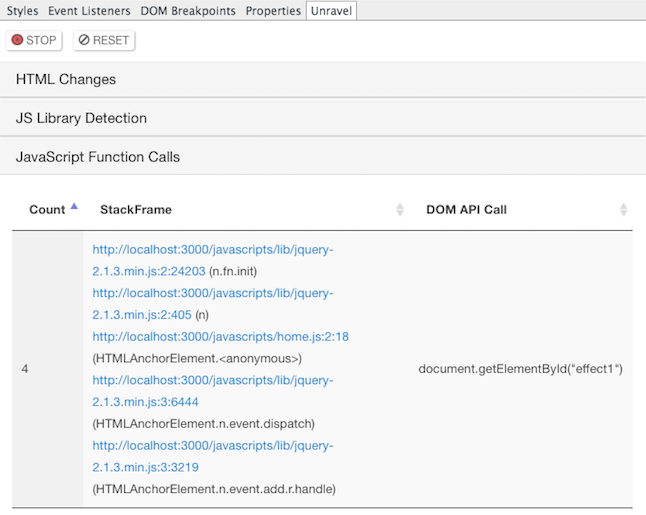 Styles Event Listeners DOM Breakpoints Properties Unravel
STOP RESET
HTML Changes
JS Library Detection
JavaScript Function Calls
Count StackFrame DOM API Call
http://localhost:3000/javascripts/lib/jquery-
2.1.3.min.js:2:24203 (n.fn.init)
http://localhost:3000/javascripts/lib/jquery-
2.1.3.min.js:2:405 (n)
http://localhost:3000/javascripts/home.js:2:18
(HTMLAnchorElement.<anonymous>)
4 document.getElementById("effect1")
http://localhost:3000/javascripts/lib/jquery-
2.1.3.min.js:3:6444
(HTMLAnchorElement.n.event.dispatch)
http://localhost:3000/javascripts/lib/jquery-
2.1.3.min.js:3:3219
(HTMLAnchorElement.n.event.add.r.handle)